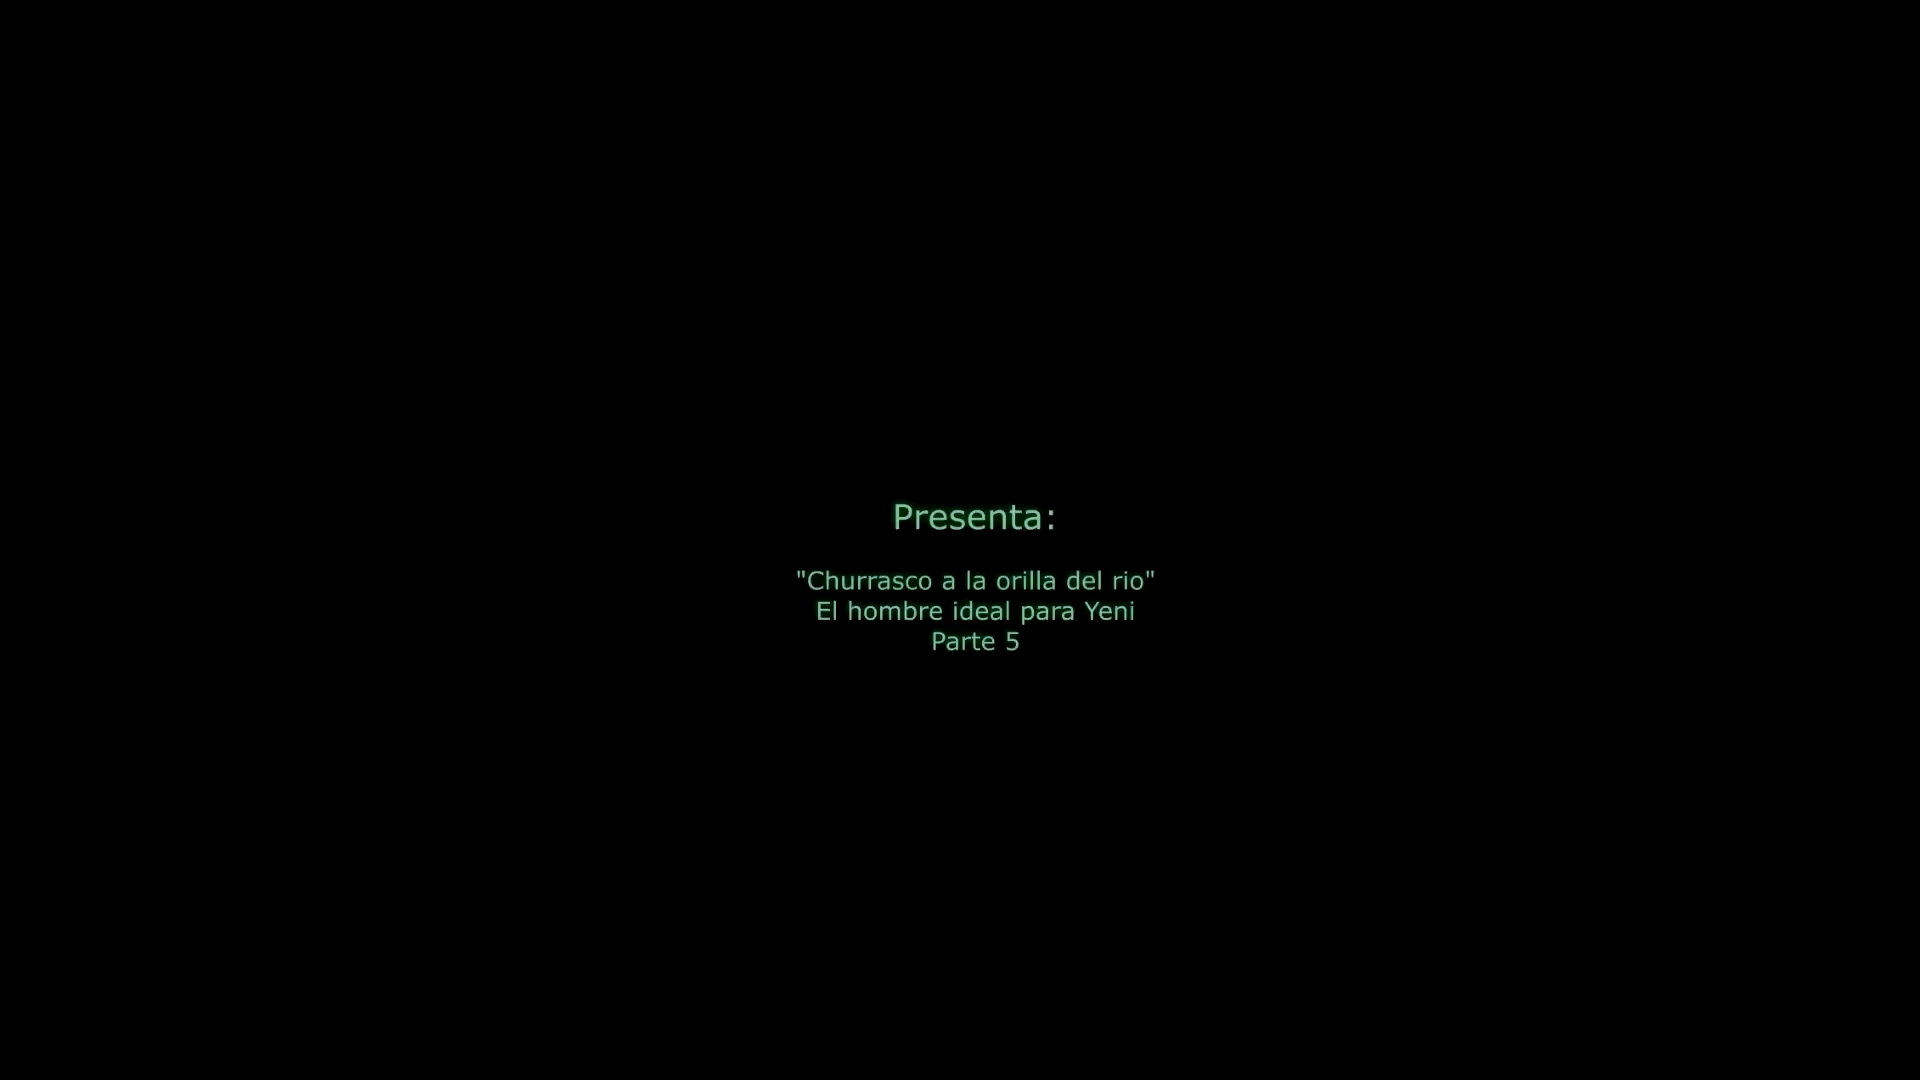 Presenta:
"Churrasco a la orilla del rio"
El hombre ideal para Yeni
Parte 5